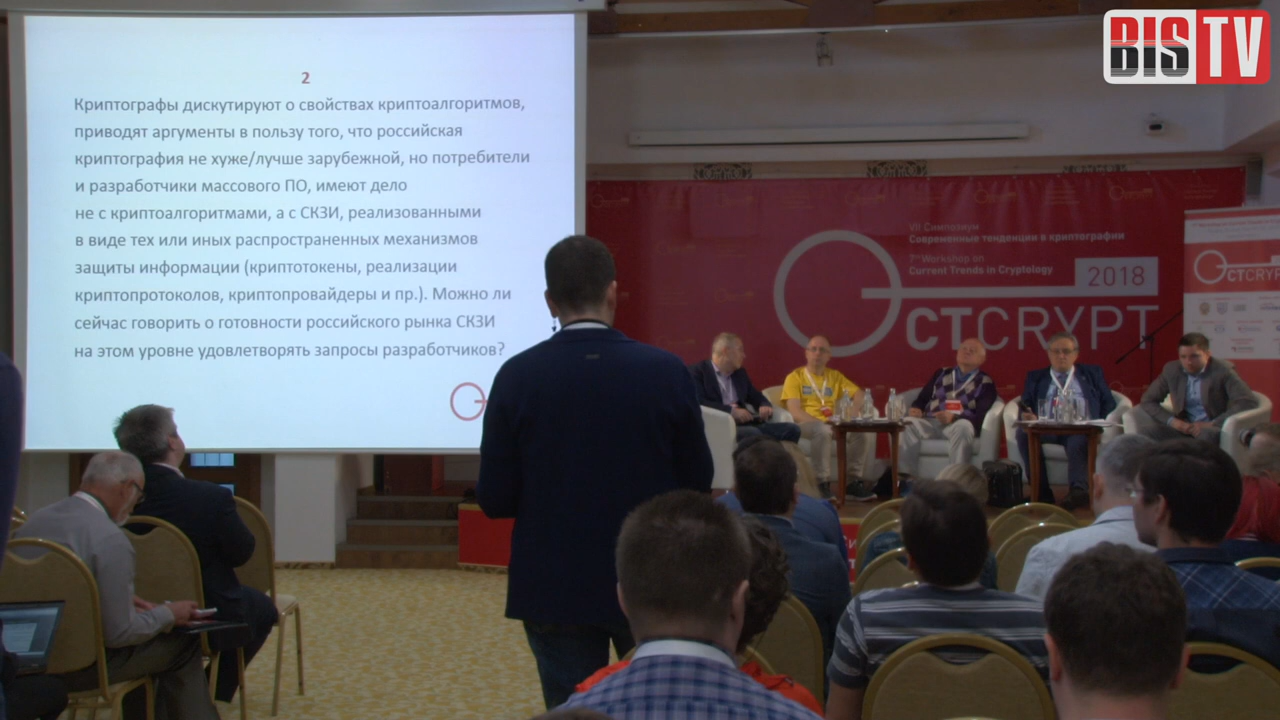 BIS TV
2
Криптографы дискутируют о свойствах криптоалгоритмов,
приводят аргументы в пользу того, что российская
криптография не хуже/лучше зарубежной, но потребители
и разработчики массового ПО, имеют дело
не с криптоалгоритмами, а с СКЗИ, реализованными
в виде тех или иных распространенных механизмов
защиты информации (криптотокены, реализации
криптопротоколов, криптопровайдеры и пр.). Можно ли
сейчас говорить о готовности российского рынка СКЗИ
на этом уровне удовлетворять запросы разработчиков?
VII Симпозиум
Современные тенденции в криптографии
7th Workshop on
Current Trends in Cryptology
2018
CTCRYPT
CTCRY